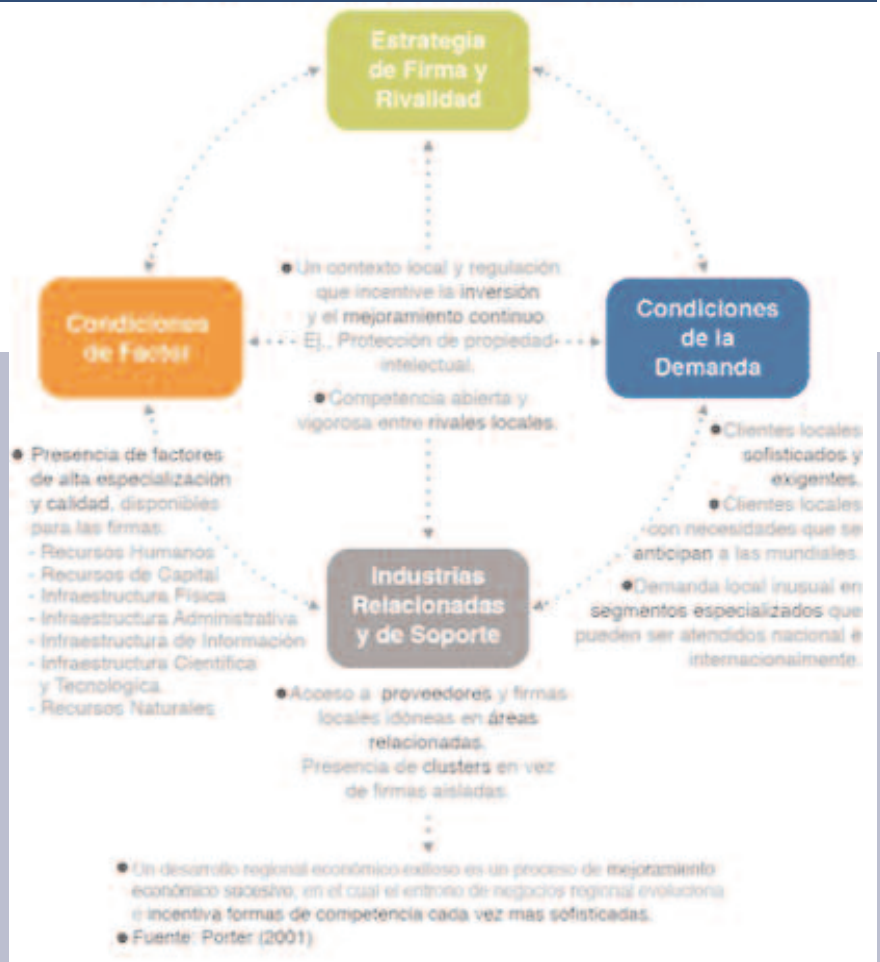 Estrategia
de Firma y
Rivalidad
● Un contexto local y regulación
que incentive la inversión
y el mejoramiento continuo.
Ej., Protección de propiedad
intelectual.
● Competencia abierta y
vigorosa entre rivales locales.
Condiciones
de Factor
Condiciones
de la
Demanda
● Presencia de factores
de alta especialización
y calidad, disponibles
para las firmas:
- Recursos Humanos
- Recursos de Capital
- Infraestructura Física
- Infraestructura Administrativa
- Infraestructura de Información
- Infraestructura Científica
y Tecnológica.
- Recursos Naturales
● Clientes locales
sofisticados y
exigentes.
● Clientes locales
con necesidades que se
anticipan a las mundiales.
● Demanda local inusual en
segmentos especializados que
pueden ser atendidos nacional e
internacionalmente.
Industrias
Relacionadas
y de Soporte
● Acceso a proveedores y firmas
locales idóneas en áreas
relacionadas.
Presencia de clusters en vez
de firmas aisladas.
● Un desarrollo regional económico exitoso es un proceso de mejoramiento
económico sucesivo, en el cual el entrono de negocios regional evoluciona
e incentiva formas de competencia cada vez mas sofisticadas.
● Fuente: Porter (2001)